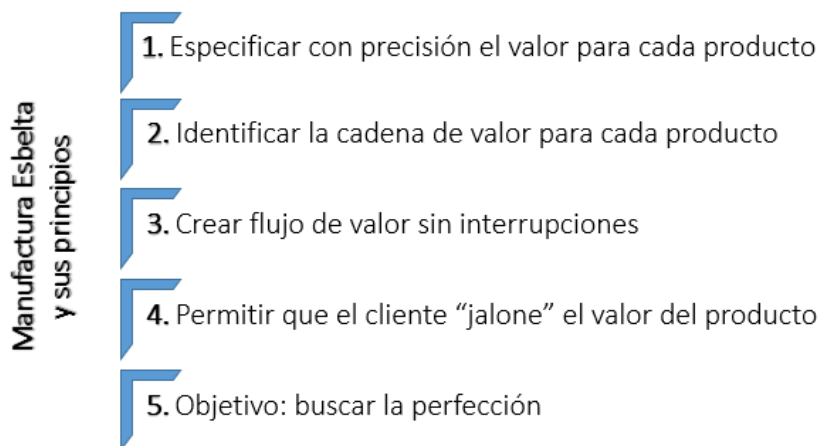 Manufactura Esbelta
y sus principios
1. Especificar con precisión el valor para cada producto
2. Identificar la cadena de valor para cada producto
3. Crear flujo de valor sin interrupciones
4. Permitir que el cliente “jalone” el valor del producto
5. Objetivo: buscar la perfección